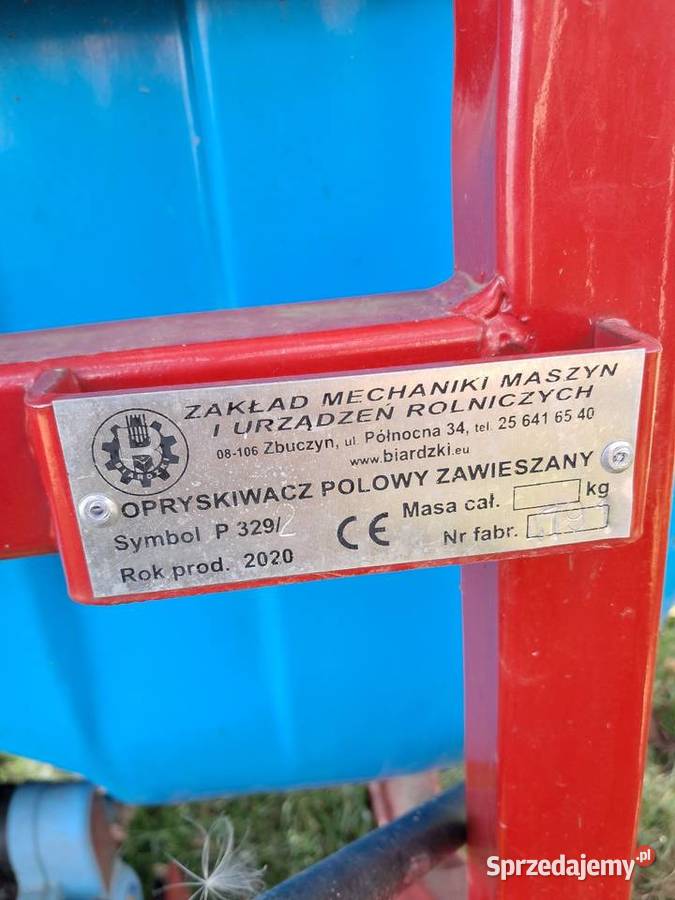 ZAKŁAD MECHANIKI MASZYN
I URZĄDZEŃ ROLNICZYCH
08-106 Zbuczyn, ul. Północna 34, tel. 25 641 65 40
www.biardzki.eu
OPRYSKIWACZ POLOWY ZAWIESZANY
Symbol P 329/2 CE Masa cał. kg
Rok prod. 2020 Nr fabr.
Sprzedajemy.pl